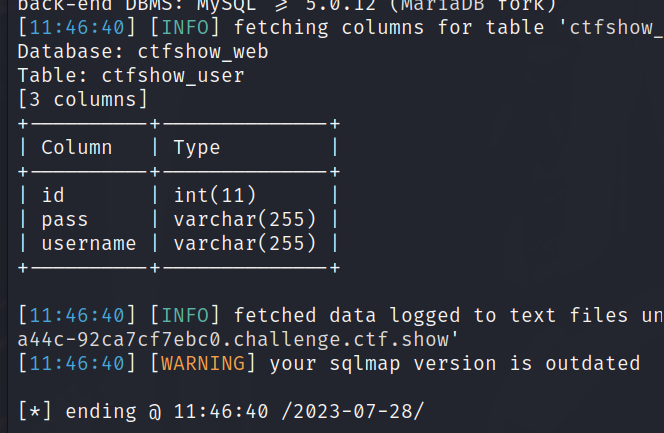 back-end DBMS: MySQL >= 5.0.12 (MariaDB fork)
[11:46:40] [INFO] fetching columns for table 'ctfshow_
Database: ctfshow_web
Table: ctfshow_user
[3 columns]
+----------+--------------+
| Column   | Type         |
+----------+--------------+
| id       | int(11)      |
| pass     | varchar(255) |
| username | varchar(255) |
+----------+--------------+
[11:46:40] [INFO] fetched data logged to text files un
a44c-92ca7cf7ebc0.challenge.ctf.show'
[11:46:40] [WARNING] your sqlmap version is outdated
[*] ending @ 11:46:40 /2023-07-28/